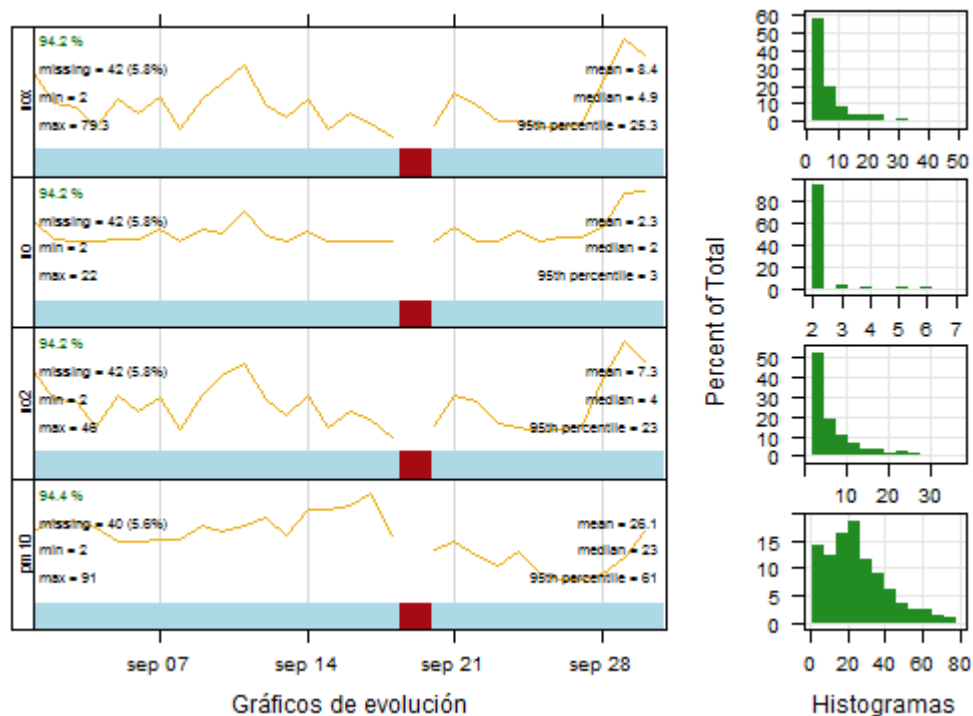 94.2 %
missing = 42 (5.8%)
min = 2
max = 79.3
mean = 8.4
median = 4.9
95th percentile = 25.3
nox
94.2 %
missing = 42 (5.8%)
min = 2
max = 22
mean = 2.3
median = 2
95th percentile = 3
no
94.2 %
missing = 42 (5.8%)
min = 2
max = 46
mean = 7.3
median = 4
95th percentile = 23
no2
94.4 %
missing = 40 (5.6%)
min = 2
max = 91
mean = 26.1
median = 23
95th percentile = 61
pm10
sep 07 sep 14 sep 21 sep 28
Gráficos de evolución
Percent of Total
60
50
40
30
20
10
0
0 10 20 30 40 50
80
60
40
20
0
2 3 4 5 6 7
50
40
30
20
10
0
10 20 30
15
10
5
0
0 20 40 60 80
Histogramas